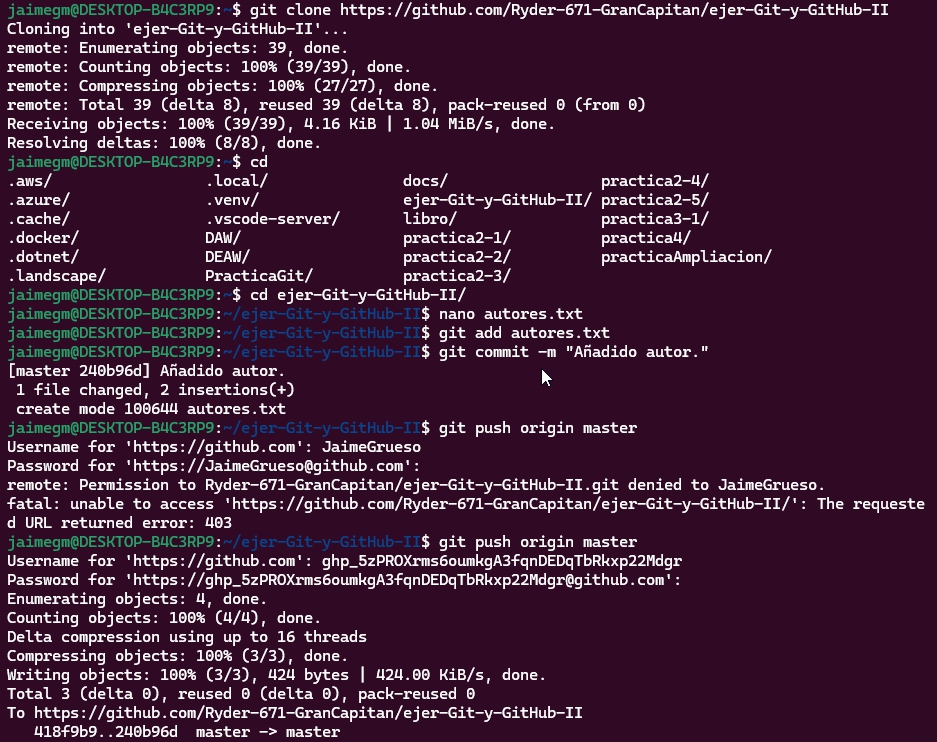 jaimegm@DESKTOP-B4C3RP9:~$ git clone https://github.com/Ryder-671-GranCapitan/ejer-Git-y-GitHub-II
Cloning into 'ejer-Git-y-GitHub-II'...
remote: Enumerating objects: 39, done.
remote: Counting objects: 100% (39/39), done.
remote: Compressing objects: 100% (27/27), done.
remote: Total 39 (delta 8), reused 39 (delta 8), pack-reused 0 (from 0)
Receiving objects: 100% (39/39), 4.16 KiB | 1.04 MiB/s, done.
Resolving deltas: 100% (8/8), done.
jaimegm@DESKTOP-B4C3RP9:~$ cd
.aws/ .local/ docs/ practica2-4/
.azure/ .venv/ ejer-Git-y-GitHub-II/ practica2-5/
.cache/ .vscode-server/ libro/ practica3-1/
.docker/ DAW/ practica2-1/ practica4/
.dotnet/ DEAW/ practica2-2/ practicaAmpliacion/
.landscape/ PracticaGit/ practica2-3/
jaimegm@DESKTOP-B4C3RP9:~$ cd ejer-Git-y-GitHub-II/
jaimegm@DESKTOP-B4C3RP9:~/ejer-Git-y-GitHub-II$ nano autores.txt
jaimegm@DESKTOP-B4C3RP9:~/ejer-Git-y-GitHub-II$ git add autores.txt
jaimegm@DESKTOP-B4C3RP9:~/ejer-Git-y-GitHub-II$ git commit -m "Añadido autor."
[master 240b96d] Añadido autor.
1 file changed, 2 insertions(+)
create mode 100644 autores.txt
jaimegm@DESKTOP-B4C3RP9:~/ejer-Git-y-GitHub-II$ git push origin master
Username for 'https://github.com': JaimeGrueso
Password for 'https://JaimeGrueso@github.com':
remote: Permission to Ryder-671-GranCapitan/ejer-Git-y-GitHub-II.git denied to JaimeGrueso.
fatal: unable to access 'https://github.com/Ryder-671-GranCapitan/ejer-Git-y-GitHub-II/': The requeste
d URL returned error: 403
jaimegm@DESKTOP-B4C3RP9:~/ejer-Git-y-GitHub-II$ git push origin master
Username for 'https://github.com': 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
Password for 'https://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@github.com':
Enumerating objects: 4, done.
Counting objects: 100% (4/4), done.
Delta compression using up to 16 threads
Compressing objects: 100% (3/3), done.
Writing objects: 100% (3/3), 424 bytes | 424.00 KiB/s, done.
Total 3 (delta 0), reused 0 (delta 0), pack-reused 0
To https://github.com/Ryder-671-GranCapitan/ejer-Git-y-GitHub-II
418f9b9..240b96d master -> master